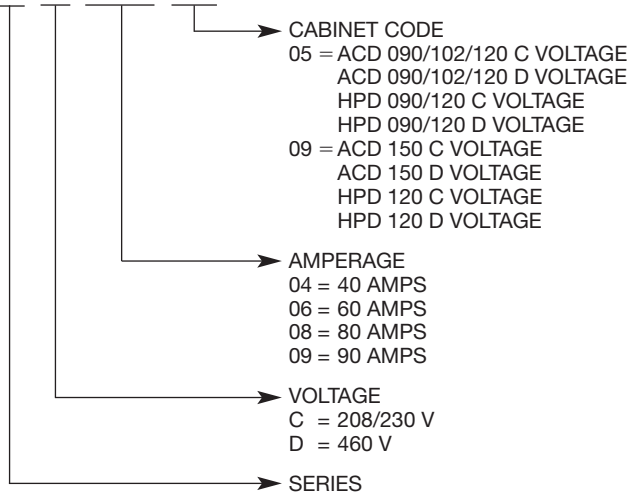 CABINET CODE
05 = ACD 090/102/120 C VOLTAGE
ACD 090/102/120 D VOLTAGE
HPD 090/120 C VOLTAGE
HPD 090/120 D VOLTAGE
09 = ACD 150 C VOLTAGE
ACD 150 D VOLTAGE
HPD 120 C VOLTAGE
HPD 120 D VOLTAGE
AMPERAGE
04 = 40 AMPS
06 = 60 AMPS
08 = 80 AMPS
09 = 90 AMPS
VOLTAGE
C = 208/230 V
D = 460 V
SERIES